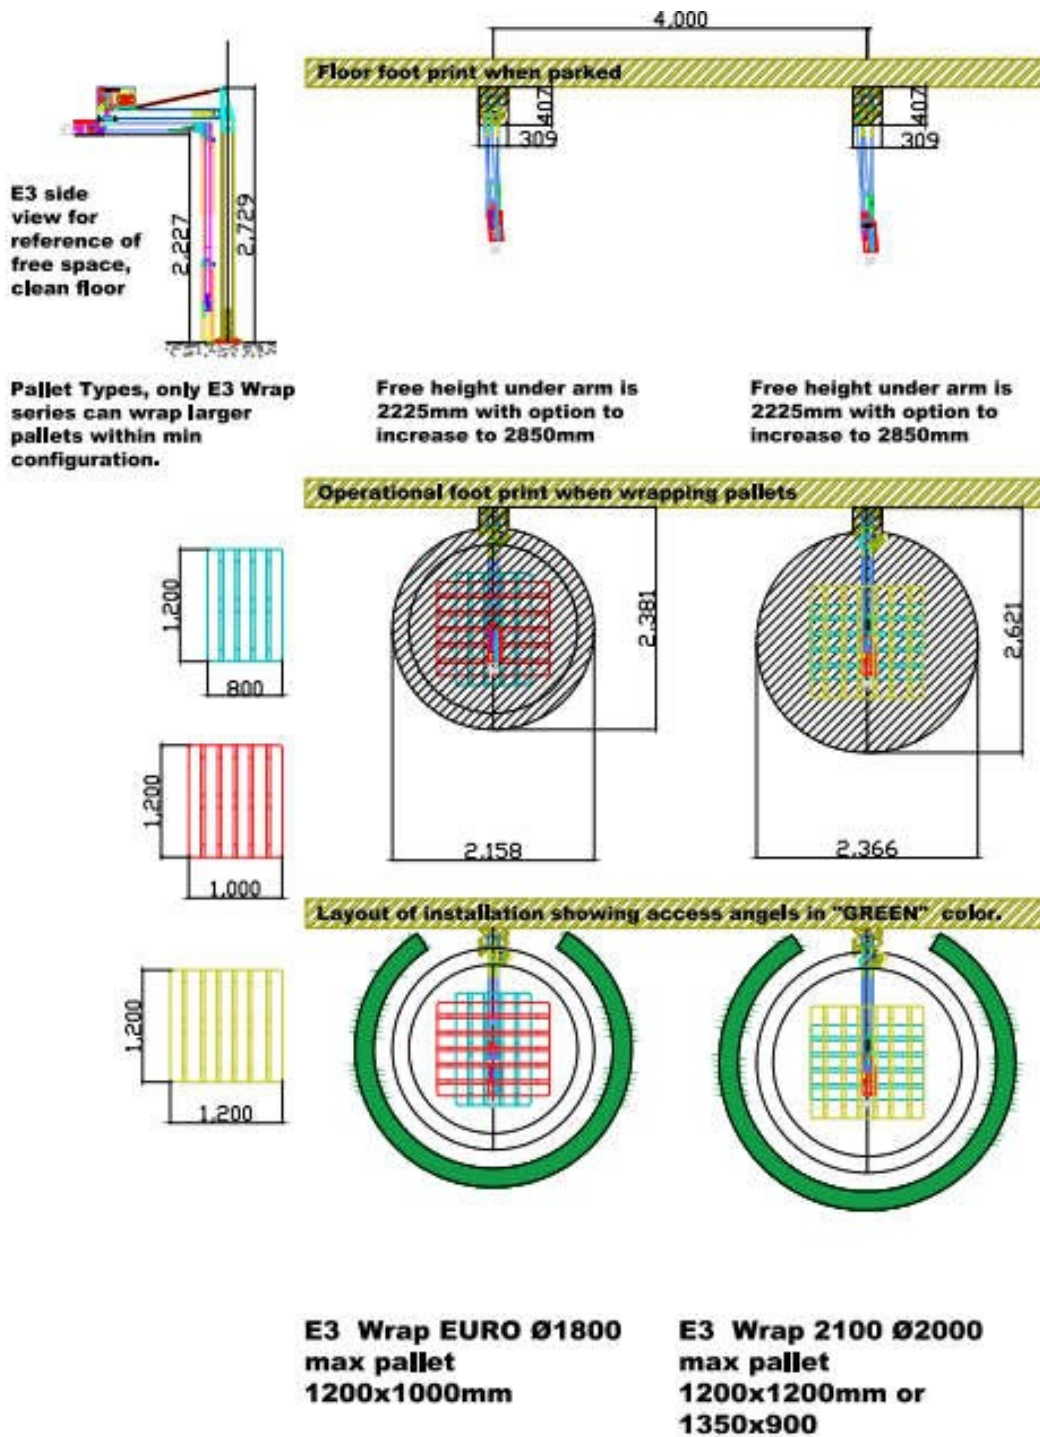 4,000
Floor foot print when parked
407
309
407
309
E3 side
view for
reference of
free space,
clean floor
2,227
2,729
Pallet Types, only E3 Wrap
series can wrap larger
pallets within min
configuration.
Free height under arm is
2225mm with option to
increase to 2850mm
Free height under arm is
2225mm with option to
increase to 2850mm
Operational foot print when wrapping pallets
1,200
800
2,381
2,621
1,200
1,000
2,158
2,366
Layout of installation showing access angels in "GREEN" color.
1,200
1,200
E3 Wrap EURO Ø1800
max pallet
1200x1000mm
E3 Wrap 2100 Ø2000
max pallet
1200x1200mm or
1350x900